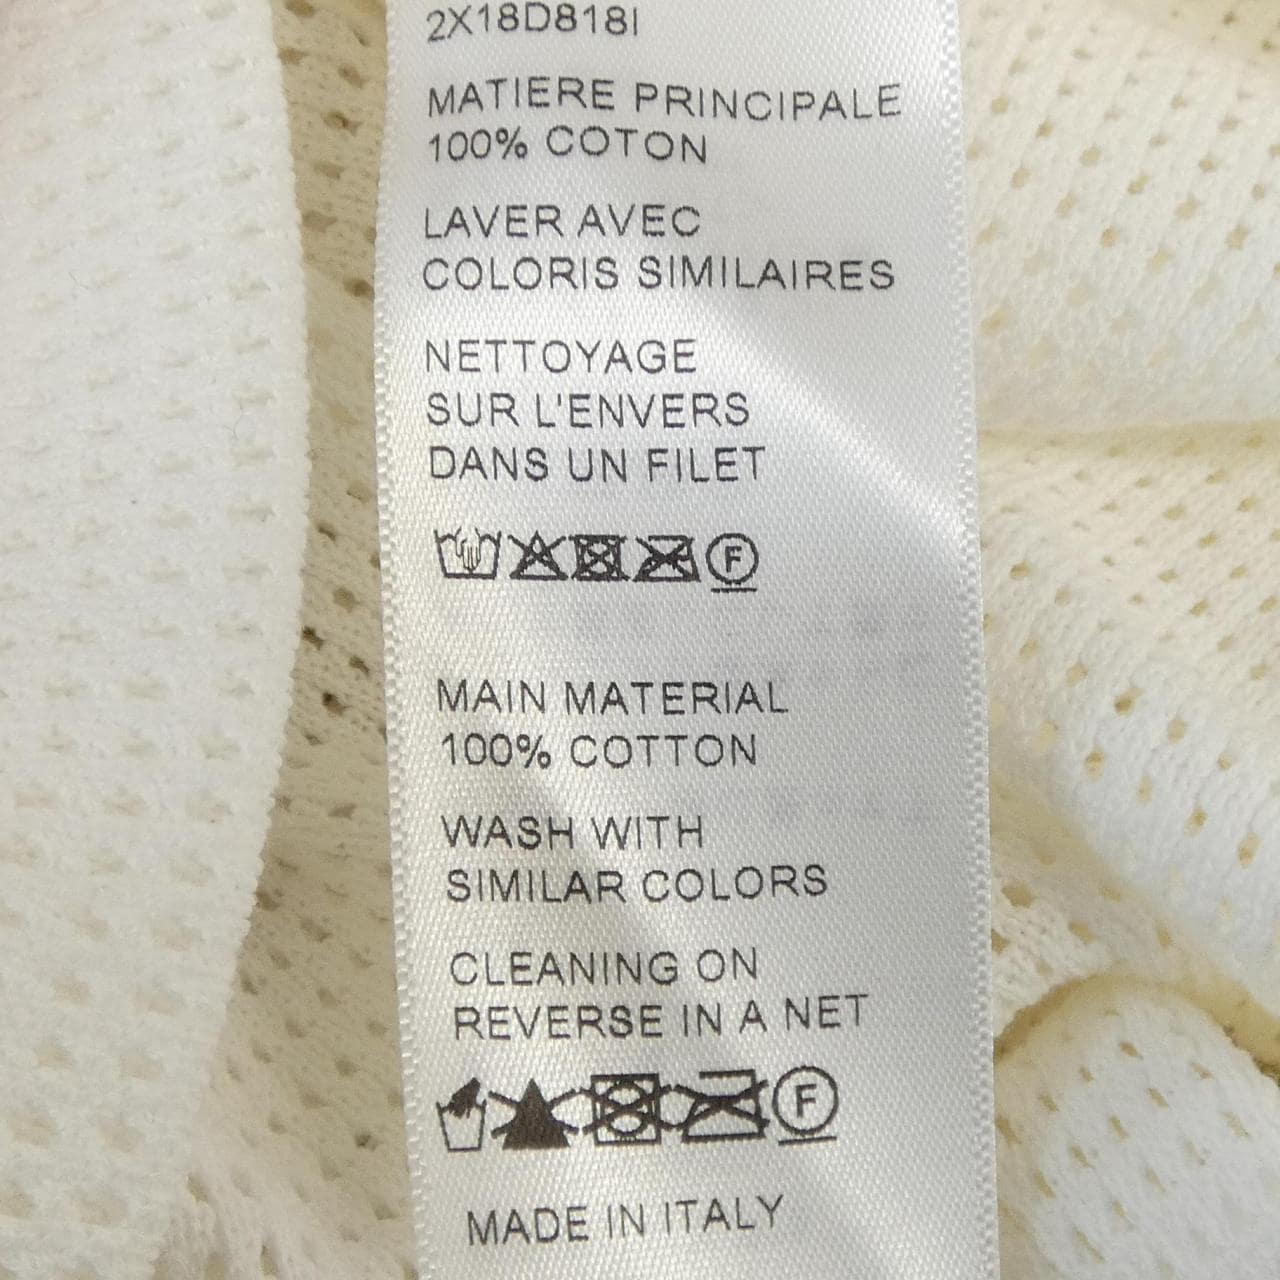 2X18D818I
MATIERE PRINCIPALE
100% COTON
LAVER AVEC
COLORIS SIMILAIRES
NETTOYAGE
SUR L'ENVERS
DANS UN FILET
F
MAIN MATERIAL
100% COTTON
WASH WITH
SIMILAR COLORS
CLEANING ON
REVERSE IN A NET
F
MADE IN ITALY